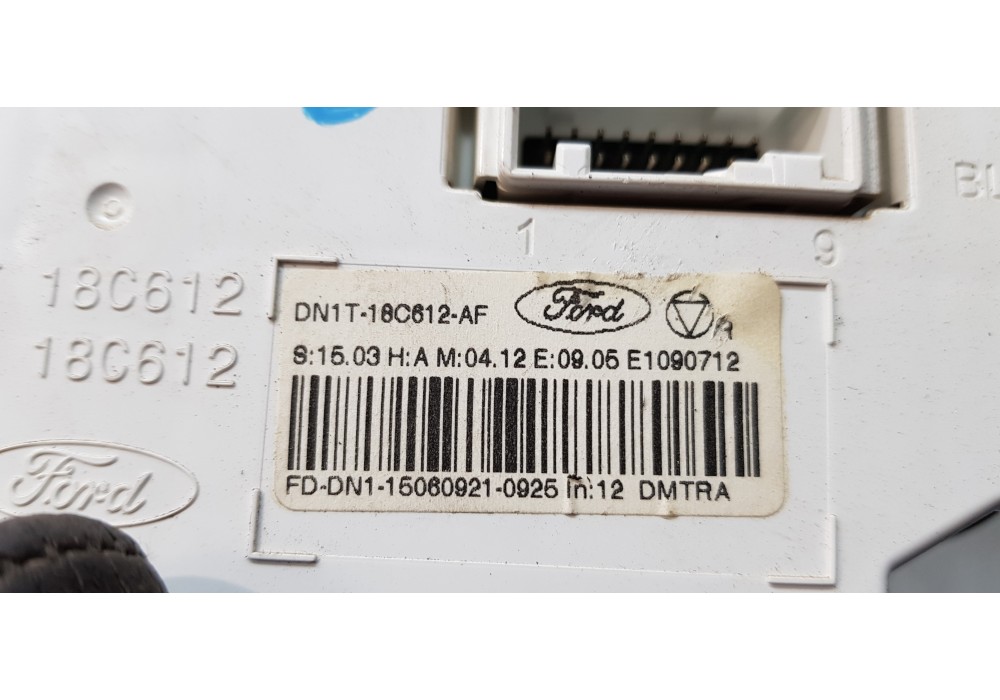 BL
1 9
18C612
18C612
Ford
DN1T-18C612-AF Ford R
S:15.03 H:A M:04.12 E:09.05 E1090712
FD-DN1-15060921-0925 in:12 DMTRA